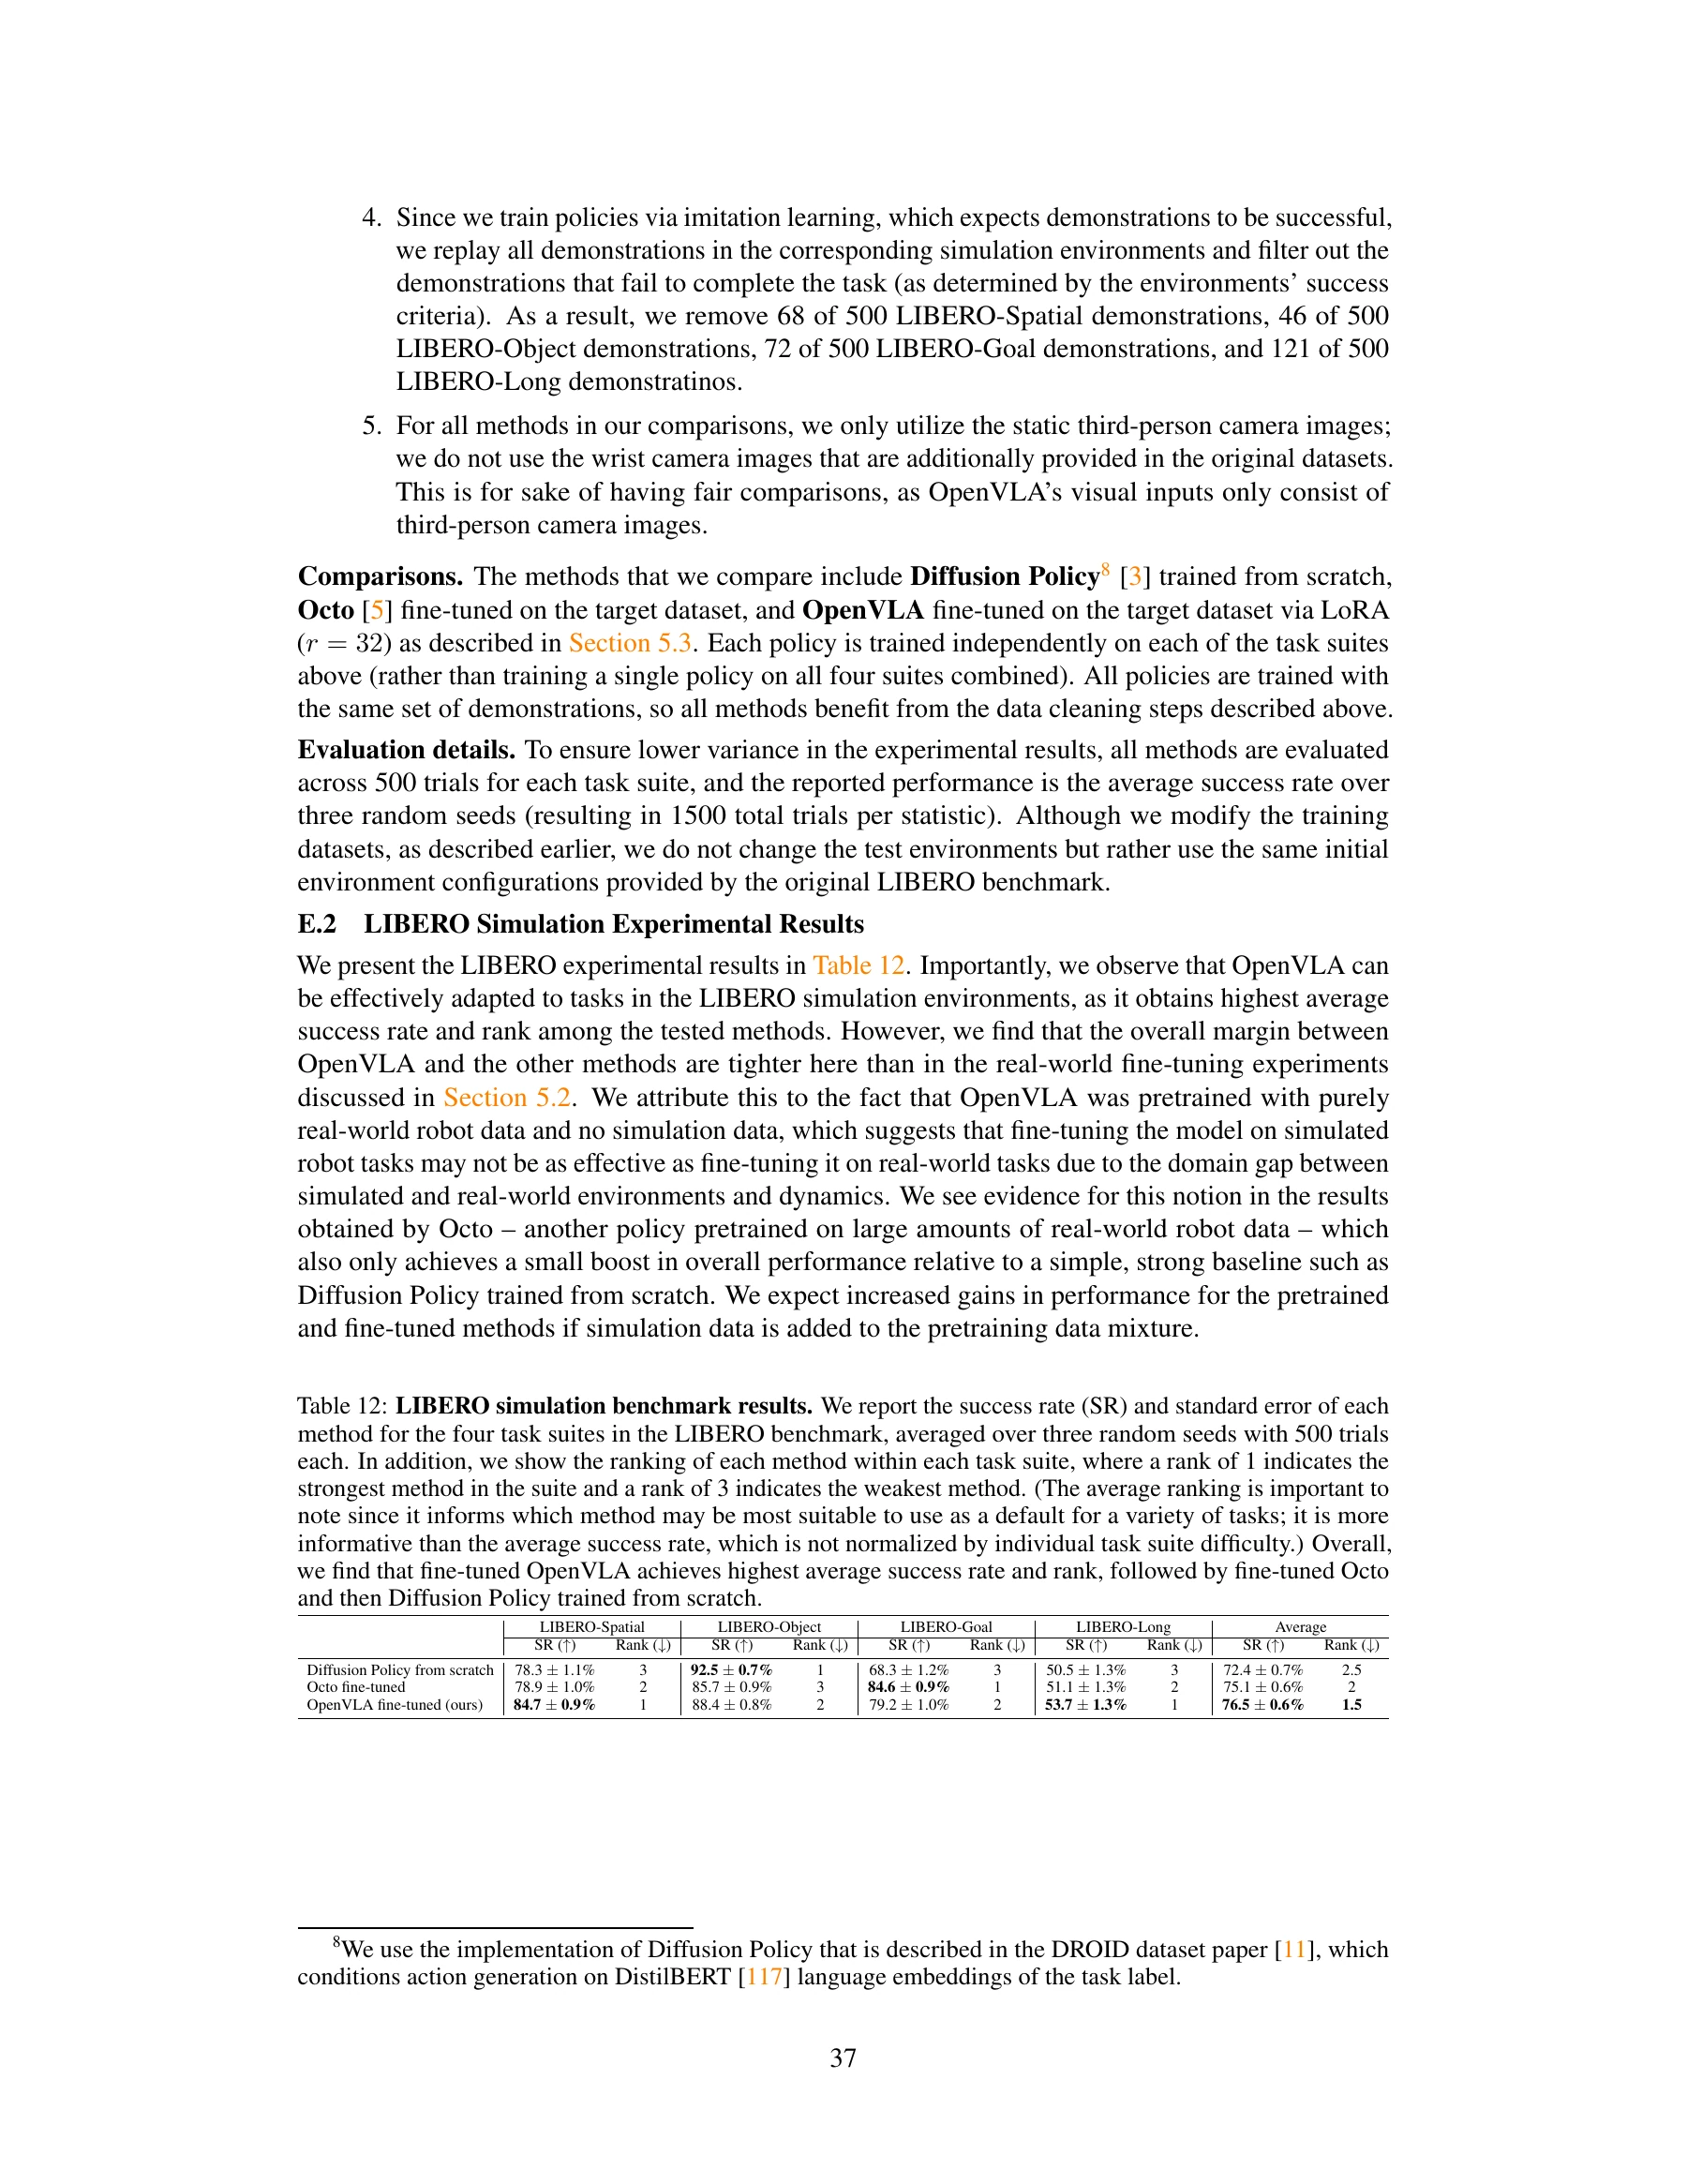 4. Since we train policies via imitation learning, which expects demonstrations to be successful,
we replay all demonstrations in the corresponding simulation environments and filter out the
demonstrations that fail to complete the task (as determined by the environments’ success
criteria). As a result, we remove 68 of 500 LIBERO-Spatial demonstrations, 46 of 500
LIBERO-Object demonstrations, 72 of 500 LIBERO-Goal demonstrations, and 121 of 500
LIBERO-Long demonstratinos.
5. For all methods in our comparisons, we only utilize the static third-person camera images;
we do not use the wrist camera images that are additionally provided in the original datasets.
This is for sake of having fair comparisons, as OpenVLA’s visual inputs only consist of
third-person camera images.
Comparisons. The methods that we compare include Diffusion Policy8 [3] trained from scratch,
Octo [5] fine-tuned on the target dataset, and OpenVLA fine-tuned on the target dataset via LoRA
(r = 32) as described in Section 5.3. Each policy is trained independently on each of the task suites
above (rather than training a single policy on all four suites combined). All policies are trained with
the same set of demonstrations, so all methods benefit from the data cleaning steps described above.
Evaluation details. To ensure lower variance in the experimental results, all methods are evaluated
across 500 trials for each task suite, and the reported performance is the average success rate over
three random seeds (resulting in 1500 total trials per statistic). Although we modify the training
datasets, as described earlier, we do not change the test environments but rather use the same initial
environment configurations provided by the original LIBERO benchmark.
E.2 LIBERO Simulation Experimental Results
We present the LIBERO experimental results in Table 12. Importantly, we observe that OpenVLA can
be effectively adapted to tasks in the LIBERO simulation environments, as it obtains highest average
success rate and rank among the tested methods. However, we find that the overall margin between
OpenVLA and the other methods are tighter here than in the real-world fine-tuning experiments
discussed in Section 5.2. We attribute this to the fact that OpenVLA was pretrained with purely
real-world robot data and no simulation data, which suggests that fine-tuning the model on simulated
robot tasks may not be as effective as fine-tuning it on real-world tasks due to the domain gap between
simulated and real-world environments and dynamics. We see evidence for this notion in the results
obtained by Octo – another policy pretrained on large amounts of real-world robot data – which
also only achieves a small boost in overall performance relative to a simple, strong baseline such as
Diffusion Policy trained from scratch. We expect increased gains in performance for the pretrained
and fine-tuned methods if simulation data is added to the pretraining data mixture.
Table 12: LIBERO simulation benchmark results. We report the success rate (SR) and standard error of each
method for the four task suites in the LIBERO benchmark, averaged over three random seeds with 500 trials
each. In addition, we show the ranking of each method within each task suite, where a rank of 1 indicates the
strongest method in the suite and a rank of 3 indicates the weakest method. (The average ranking is important to
note since it informs which method may be most suitable to use as a default for a variety of tasks; it is more
informative than the average success rate, which is not normalized by individual task suite difficulty.) Overall,
we find that fine-tuned OpenVLA achieves highest average success rate and rank, followed by fine-tuned Octo
and then Diffusion Policy trained from scratch.
LIBERO-Spatial LIBERO-Object LIBERO-Goal LIBERO-Long Average
SR (↑) Rank (↓) SR (↑) Rank (↓) SR (↑) Rank (↓) SR (↑) Rank (↓) SR (↑) Rank (↓)
Diffusion Policy from scratch 78.3 ± 1.1% 3 92.5 ± 0.7% 1 68.3 ± 1.2% 3 50.5 ± 1.3% 3 72.4 ± 0.7% 2.5
Octo fine-tuned 78.9 ± 1.0% 2 85.7 ± 0.9% 3 84.6 ± 0.9% 1 51.1 ± 1.3% 2 75.1 ± 0.6% 2
OpenVLA fine-tuned (ours) 84.7 ± 0.9% 1 88.4 ± 0.8% 2 79.2 ± 1.0% 2 53.7 ± 1.3% 1 76.5 ± 0.6% 1.5
8We use the implementation of Diffusion Policy that is described in the DROID dataset paper [11], which
conditions action generation on DistilBERT [117] language embeddings of the task label.
37